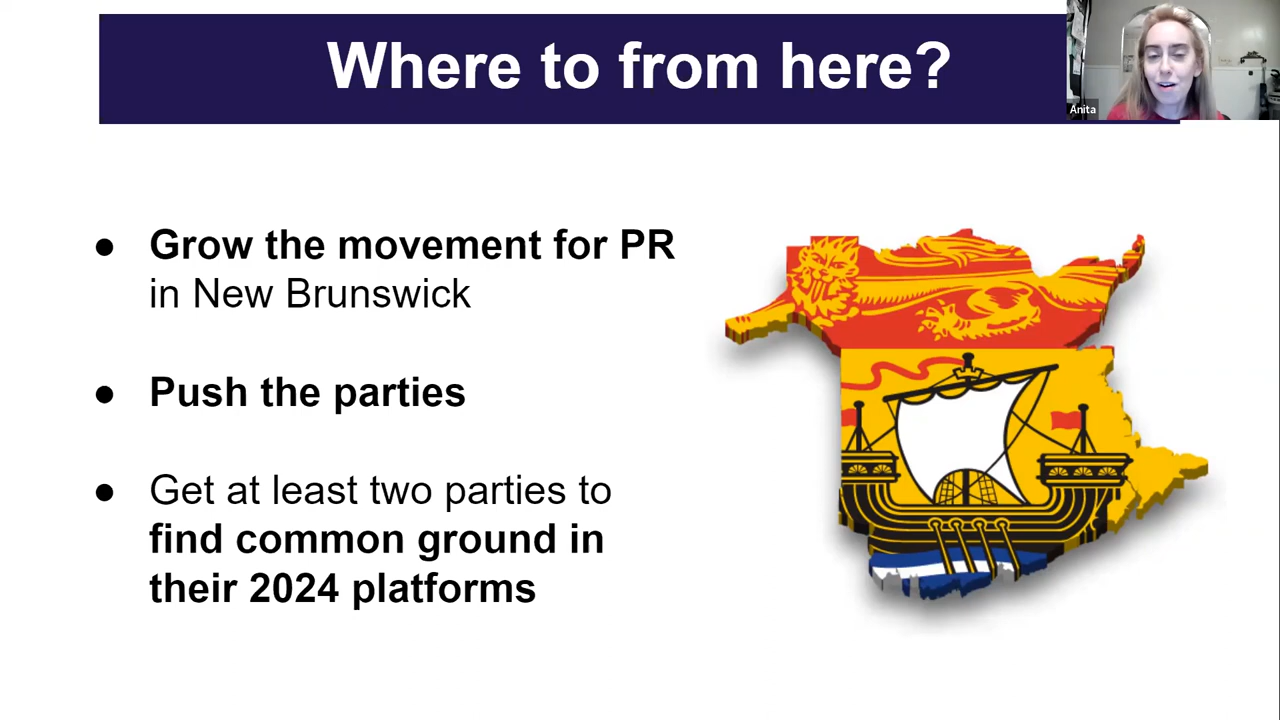 Where to from here?
Anita
● Grow the movement for PR
in New Brunswick
● Push the parties
● Get at least two parties to
find common ground in
their 2024 platforms